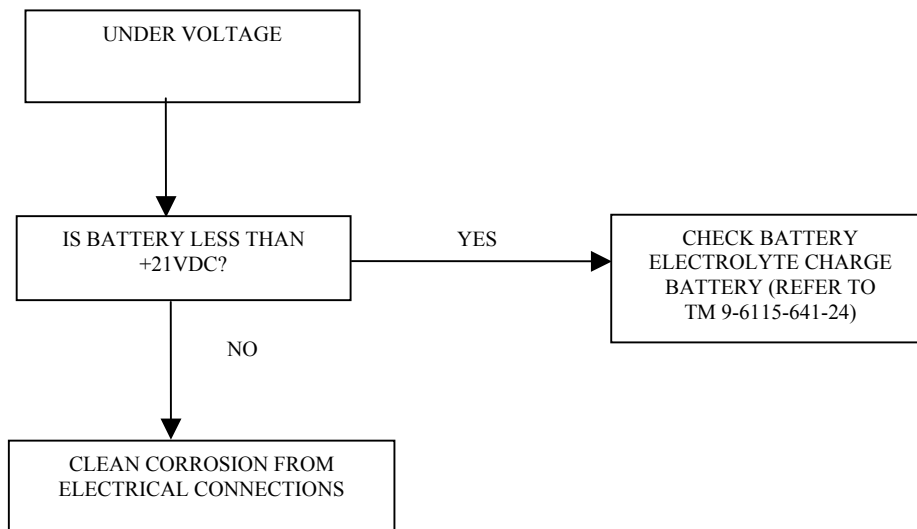 UNDER VOLTAGE
IS BATTERY LESS THAN
+21VDC?
YES
CHECK BATTERY
ELECTROLYTE CHARGE
BATTERY (REFER TO
TM 9-6115-641-24)
NO
CLEAN CORROSION FROM
ELECTRICAL CONNECTIONS